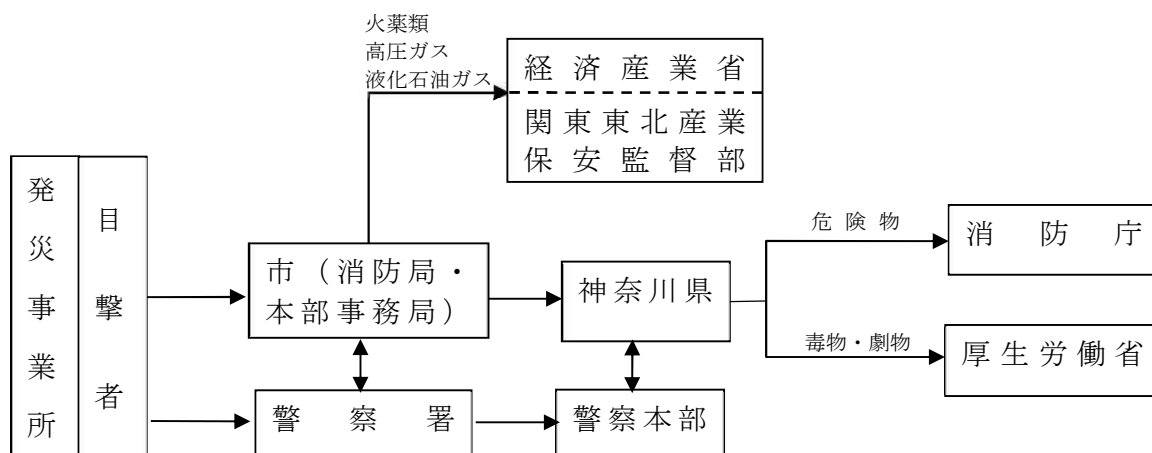 火薬類
高圧ガス
液化石油ガス
経済産業省
関東東北産業
保安監督部
発災事業所
目撃者
市（消防局・
本部事務局）
神奈川県
危険物
消防庁
毒物・劇物
厚生労働省
警察署
警察本部